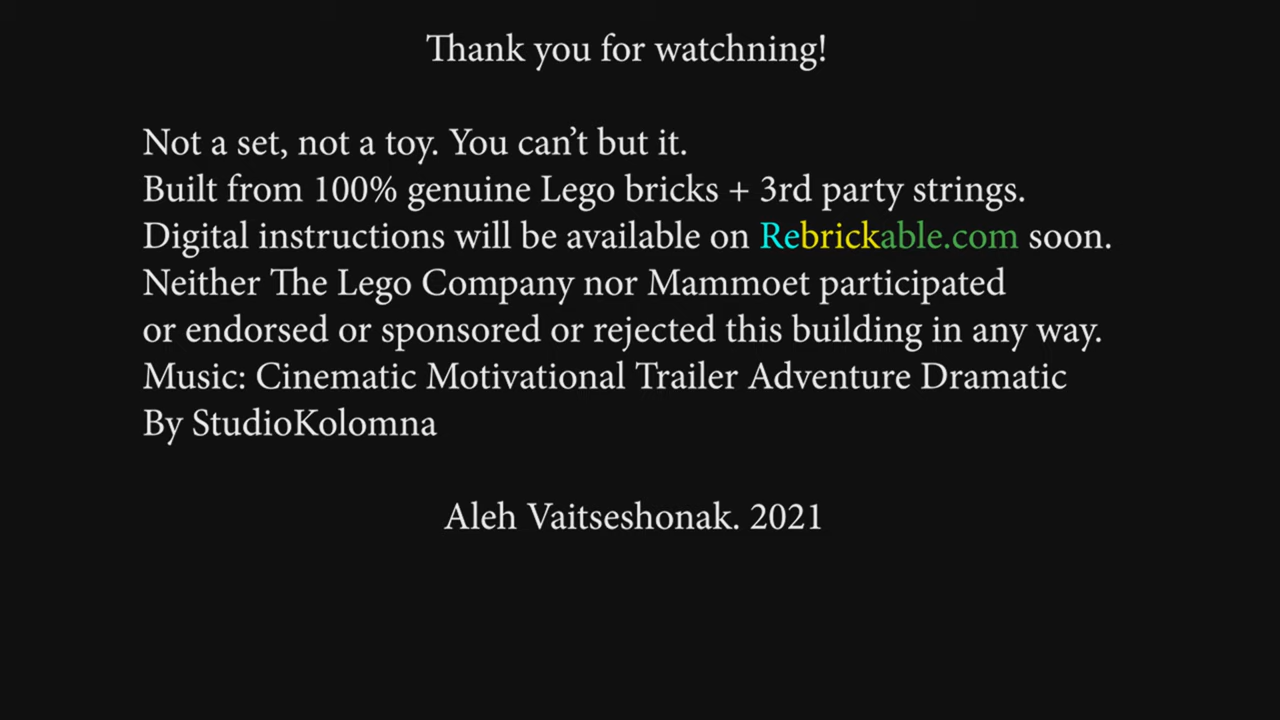 Thank you for watchning!
Not a set, not a toy. You can’t but it.
Built from 100% genuine Lego bricks + 3rd party strings.
Digital instructions will be available on Rebrickable.com soon.
Neither The Lego Company nor Mammoet participated
or endorsed or sponsored or rejected this building in any way.
Music: Cinematic Motivational Trailer Adventure Dramatic
By StudioKolomna
Aleh Vaitseshonak. 2021